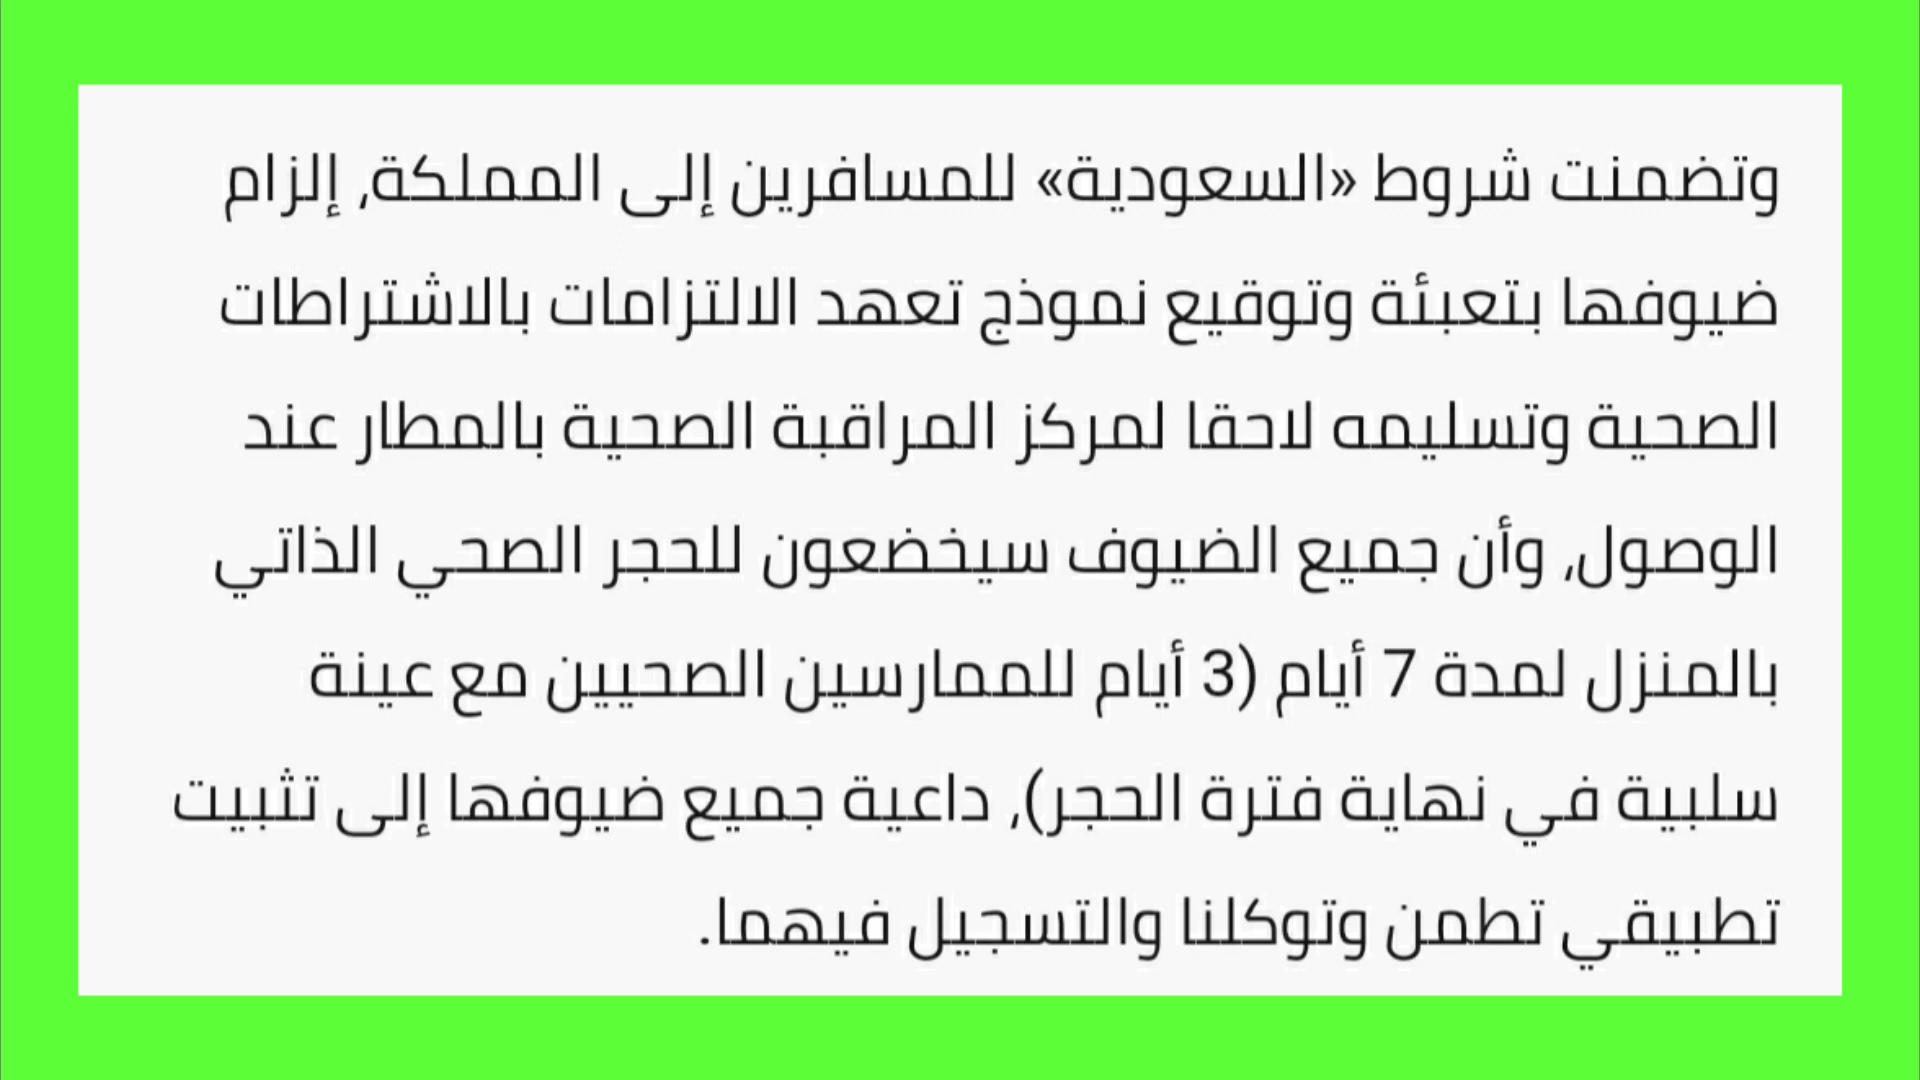 وتضمنت شروط «السعودية» للمسافرين إلى المملكة، إلزام
ضيوفها بتعبئة وتوقيع نموذج تعهد الالتزامات بالاشتراطات
الصحية وتسليمه لاحقا لمركز المراقبة الصحية بالمطار عند
الوصول، وأن جميع الضيوف سيخضعون للحجر الصحي الذاتي
بالمنزل لمدة 7 أيام (3 أيام للممارسين الصحيين مع عينة
سلبية في نهاية فترة الحجر)، داعية جميع ضيوفها إلى تثبيت
تطبيقي تطمن وتوكلنا والتسجيل فيهما.